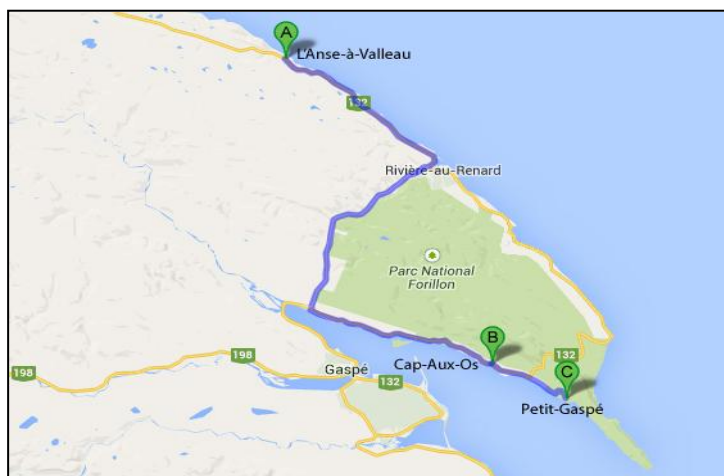 A
L'Anse-à-Valleau
132
Rivière-au-Renard
Parc National
Forillon
B
198
198
Gaspé
Cap-Aux-Os
132
C
132
Petit-Gaspé